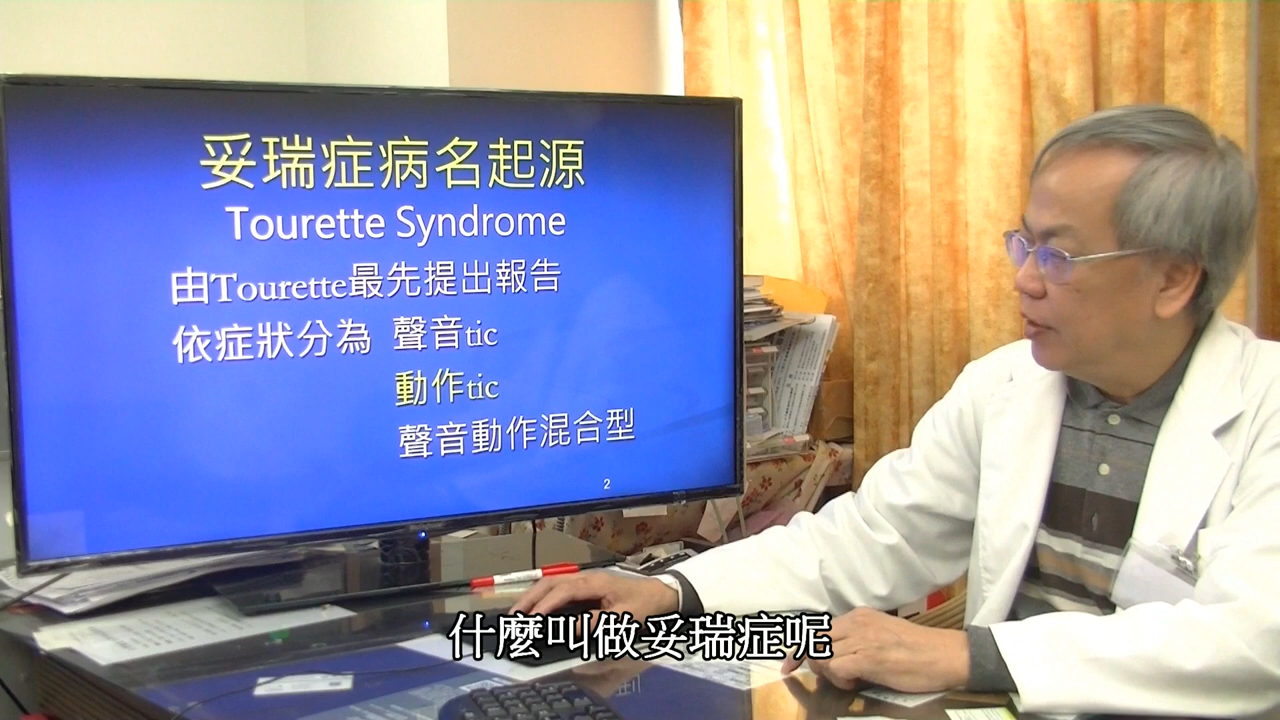 妥瑞症病名起源
Tourette Syndrome
由Tourette最先提出報告
依症狀分為 聲音tic
動作tic
聲音動作混合型
2
什麼叫做妥瑞症呢